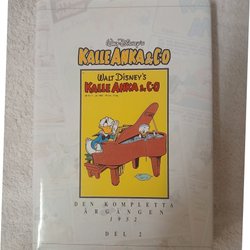 Walt Disney's
KALLE ANKA & CO
WALT DISNEY'S
KALLE ANKA & CO
DEN KOMPLETTA
ÅRGÅNGEN
1952
DEL 2